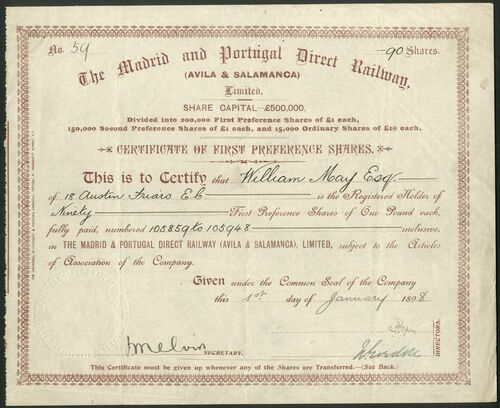 No. 59 -90 Shares.
The Madrid and Portugal Direct Railway,
(AVILA & SALAMANCA)
Limited.
SHARE CAPITAL £500,000.
Divided into 200,000 First Preference Shares of £1 each,
150,000 Second Preference Shares of £1 each, and 15,000 Ordinary Shares of £10 each.
CERTIFICATE OF FIRST PREFERENCE SHARES.
This is to Certify that William May Esq
of 18 Austin Friars E.C is the Registered Holder of
Ninety First Preference Shares of One Pound each,
fully paid, numbered 105859 to 105948 inclusive,
in THE MADRID & PORTUGAL DIRECT RAILWAY (AVILA & SALAMANCA), LIMITED, subject to the Articles
of Association of the Company.
Given under the Common Seal of the Company
this 1st day of January 1898
DIRECTORS.
SECRETARY.
This Certificate must be given up whenever any of the Shares are Transferred.—(See Back.)